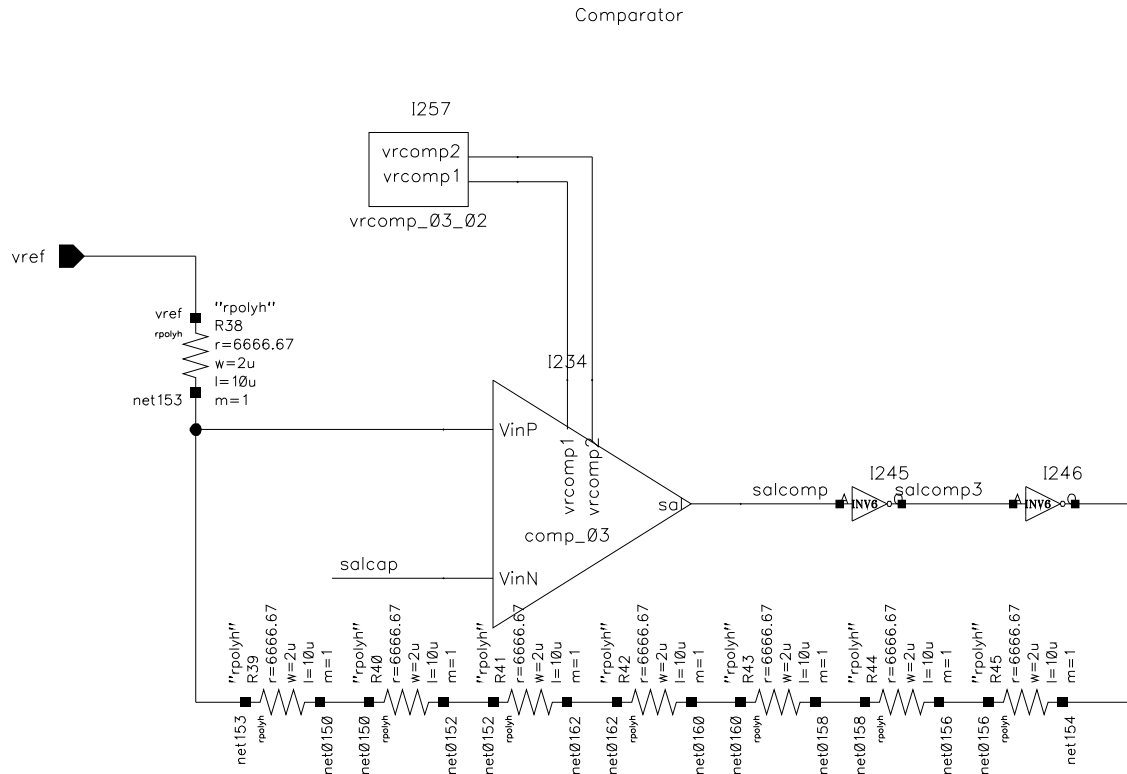 Comparator
I257
vrcomp2
vrcomp1
vrcomp_03_02
vref
vref
"rpolyh"
rpolyh
R38
r=6666.67
w=2u
l=10u
net153
m=1
I234
VinP
vrcomp1
vrcomp2
sal
comp_03
salcap
VinN
salcomp
I245
A
INV6
Q
salcomp3
I246
A
INV6
Q
"rpolyh"
R39
r=6666.67
w=2u
l=10u
m=1
net153
rpolyh
net0150
"rpolyh"
R40
r=6666.67
w=2u
l=10u
m=1
net0150
rpolyh
net0152
"rpolyh"
R41
r=6666.67
w=2u
l=10u
m=1
net0152
rpolyh
net0162
"rpolyh"
R42
r=6666.67
w=2u
l=10u
m=1
net0162
rpolyh
net0160
"rpolyh"
R43
r=6666.67
w=2u
l=10u
m=1
net0160
rpolyh
net0158
"rpolyh"
R44
r=6666.67
w=2u
l=10u
m=1
net0158
rpolyh
net0156
"rpolyh"
R45
r=6666.67
w=2u
l=10u
m=1
net0156
rpolyh
net154